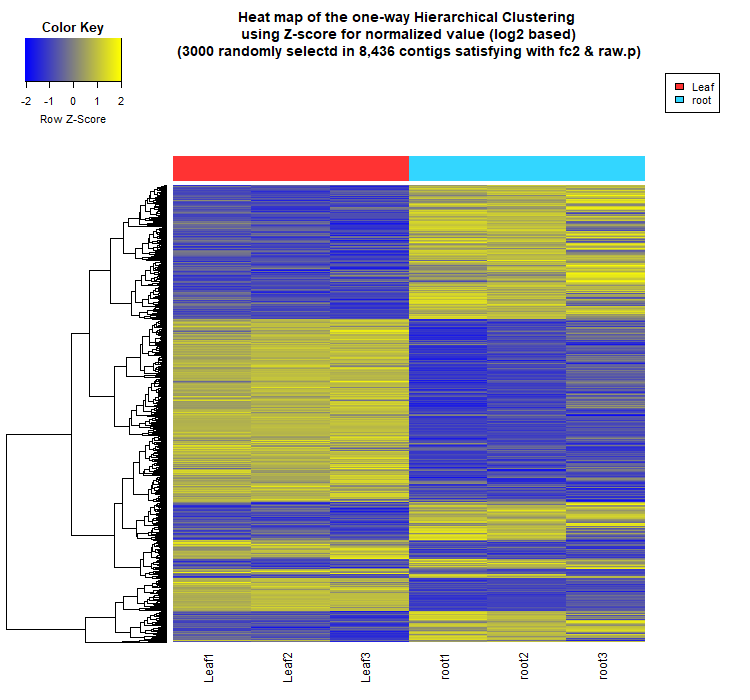 Heat map of the one-way Hierarchical Clustering
using Z-score for normalized value (log2 based)
(3000 randomly selectd in 8,436 contigs satisfying with fc2 & raw.p)
Color Key
-2 -1 0 1 2
Row Z-Score
Leaf
root
Leaf1 Leaf2 Leaf3 root1 root2 root3